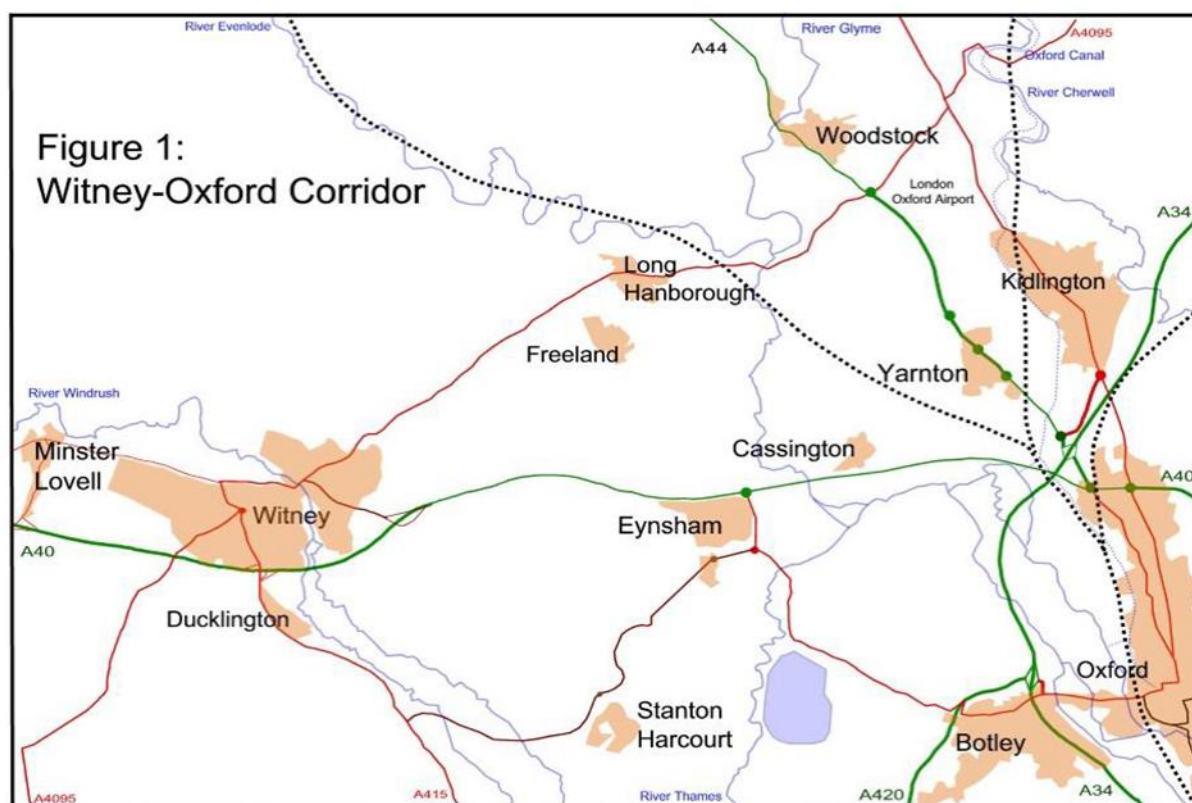 River Evenlode
A44
River Glyme
A4095
Oxford Canal
River Cherwell
Figure 1:
Witney-Oxford Corridor
Woodstock
London
Oxford Airport
A34
Long
Hanborough
Kidlington
Freeland
Yarnton
River Windrush
Minster
Lovell
Cassington
Witney
A40
Eynsham
A40
Ducklington
Oxford
Stanton
Harcourt
Botley
A4095
A415
River Thames
A420
A34